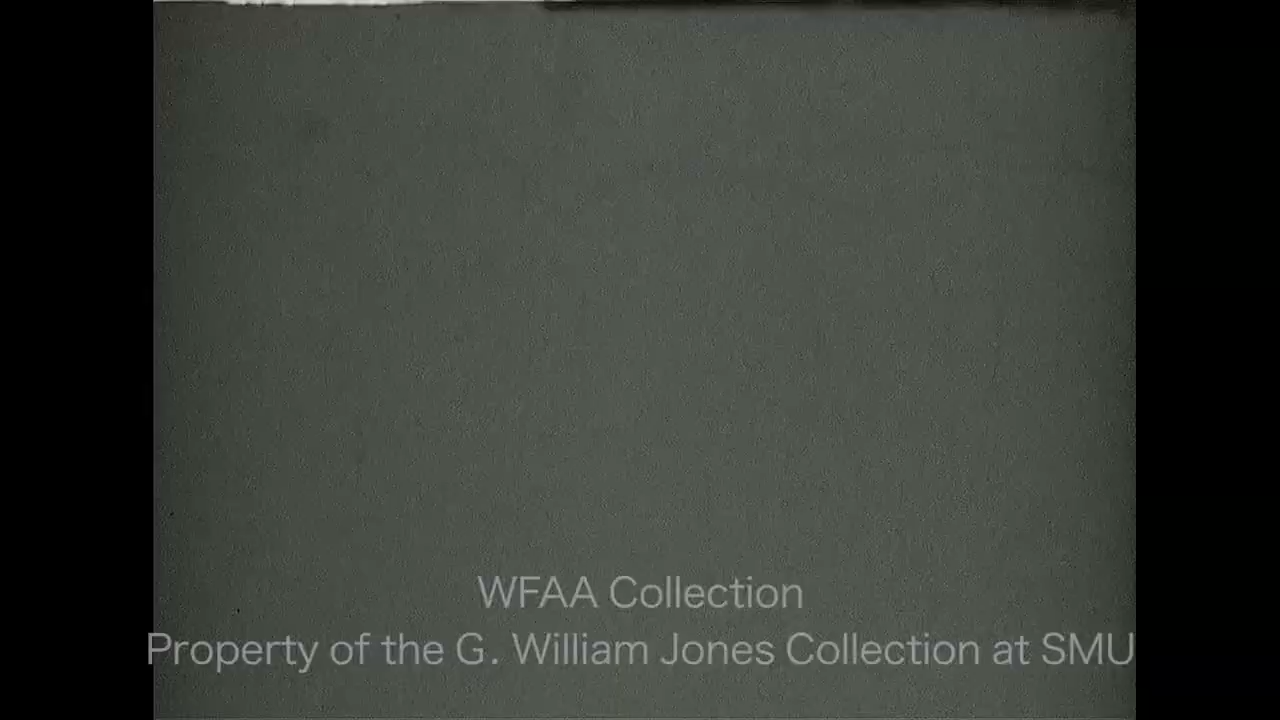 WFAA Collection
Property of the G. William Jones Collection at SMU